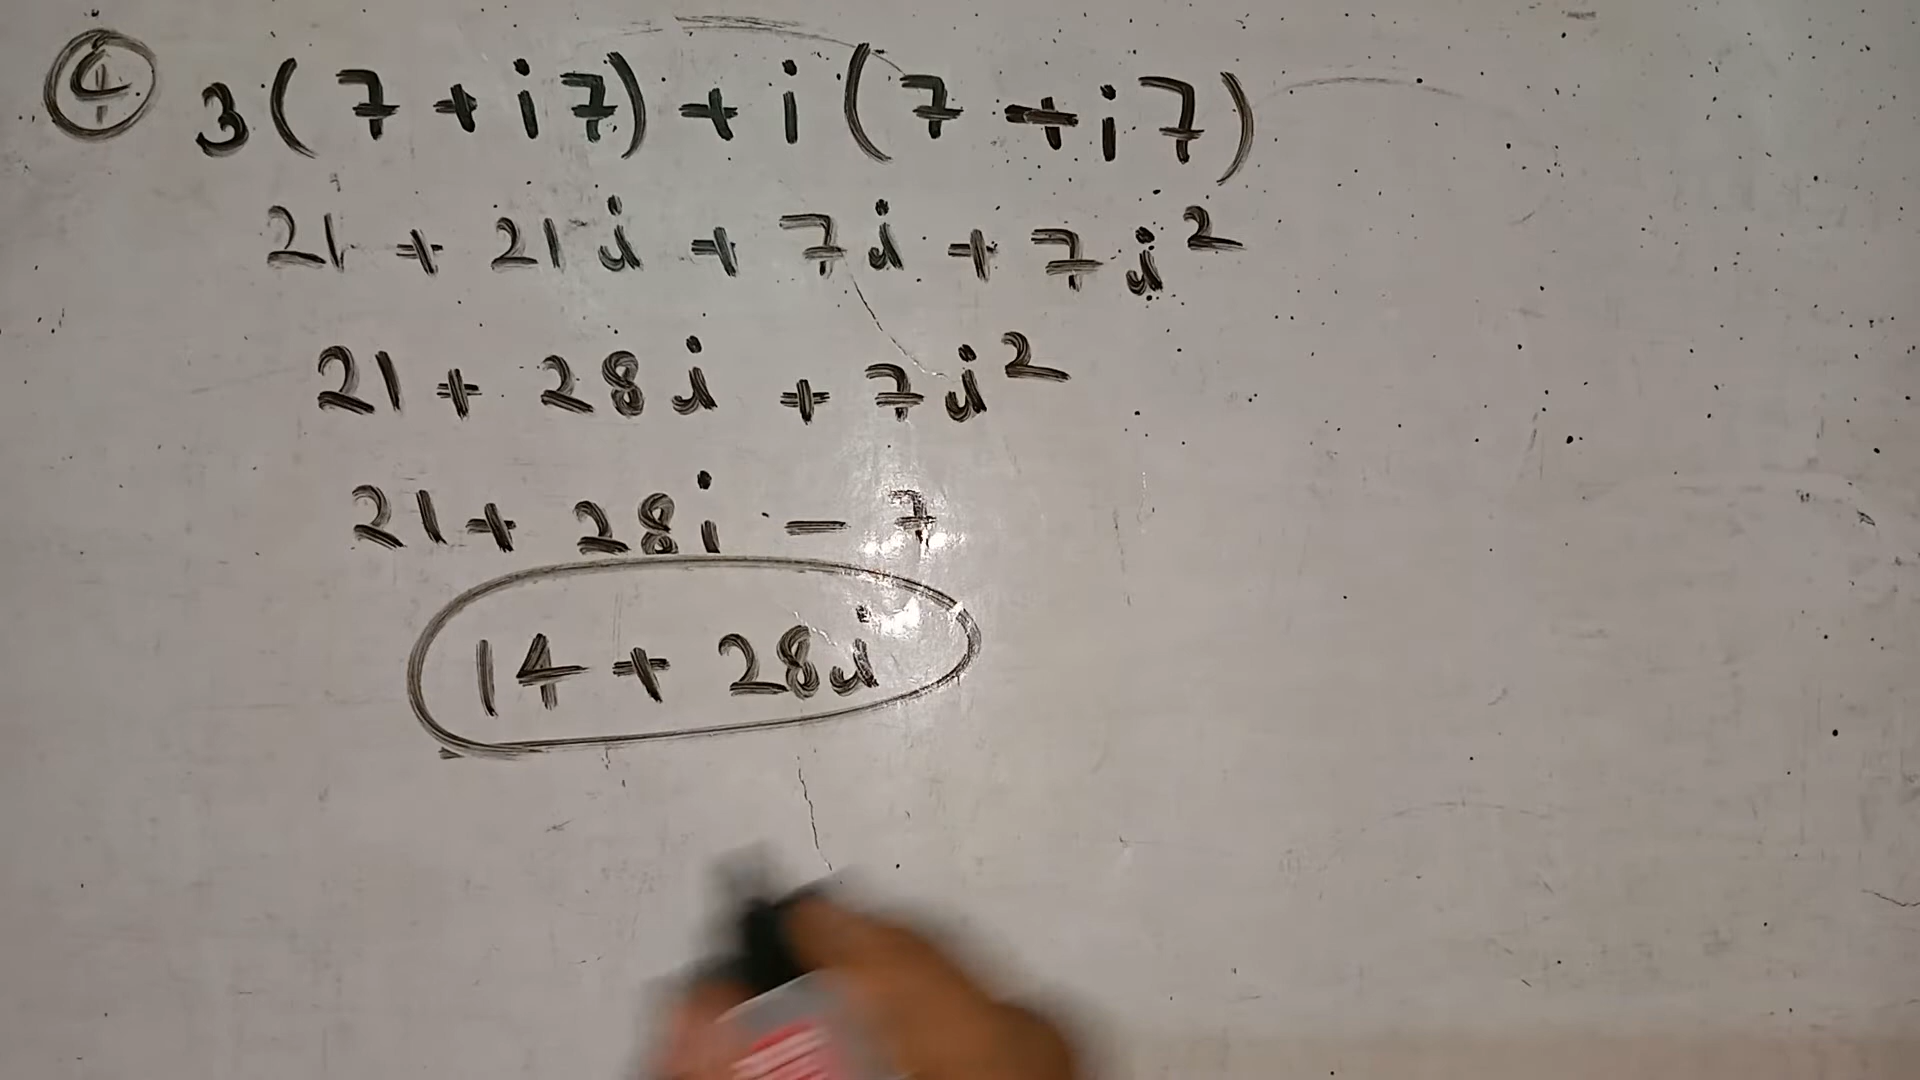 ④ 3(7+i7)+i(7+i7)
21+21i+7i+7i²
21+28i+7i²
21+28i-7
14+28i